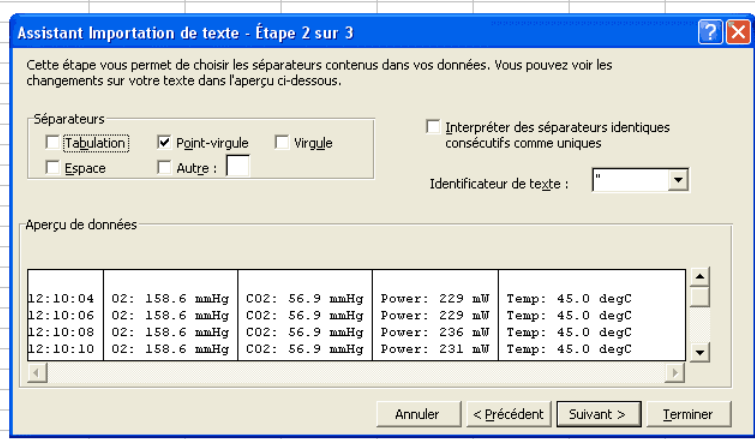 Assistant Importation de texte - Étape 2 sur 3
Cette étape vous permet de choisir les séparateurs contenus dans vos données. Vous pouvez voir les
changements sur votre texte dans l'aperçu ci-dessous.
Séparateurs
Tabulation Point-virgule Virgule
Espace Autre :
Interpréter des séparateurs identiques
consécutifs comme uniques
Identificateur de texte : "
Aperçu de données
12:10:04 O2: 158.6 mmHg CO2: 56.9 mmHg Power: 229 mW Temp: 45.0 degC
12:10:06 O2: 158.6 mmHg CO2: 56.9 mmHg Power: 229 mW Temp: 45.0 degC
12:10:08 O2: 158.6 mmHg CO2: 56.9 mmHg Power: 236 mW Temp: 45.0 degC
12:10:10 O2: 158.6 mmHg CO2: 56.9 mmHg Power: 231 mW Temp: 45.0 degC
Annuler < Précédent Suivant > Terminer